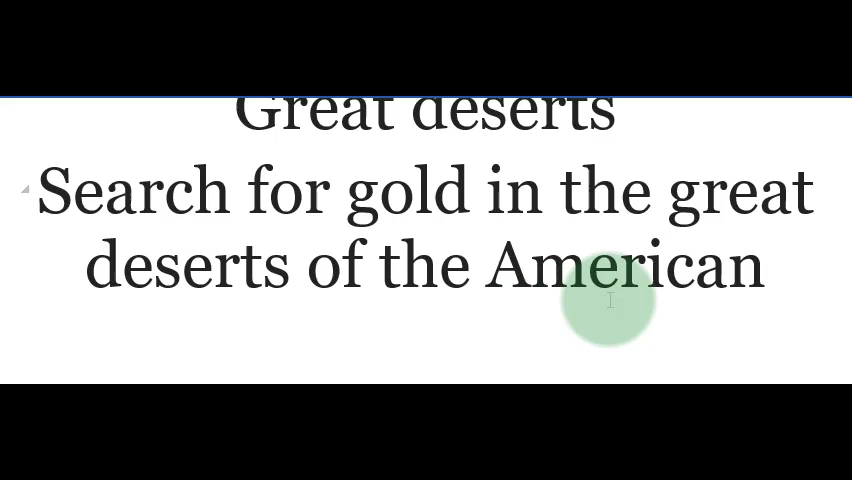 Great deserts
Search for gold in the great
deserts of the American